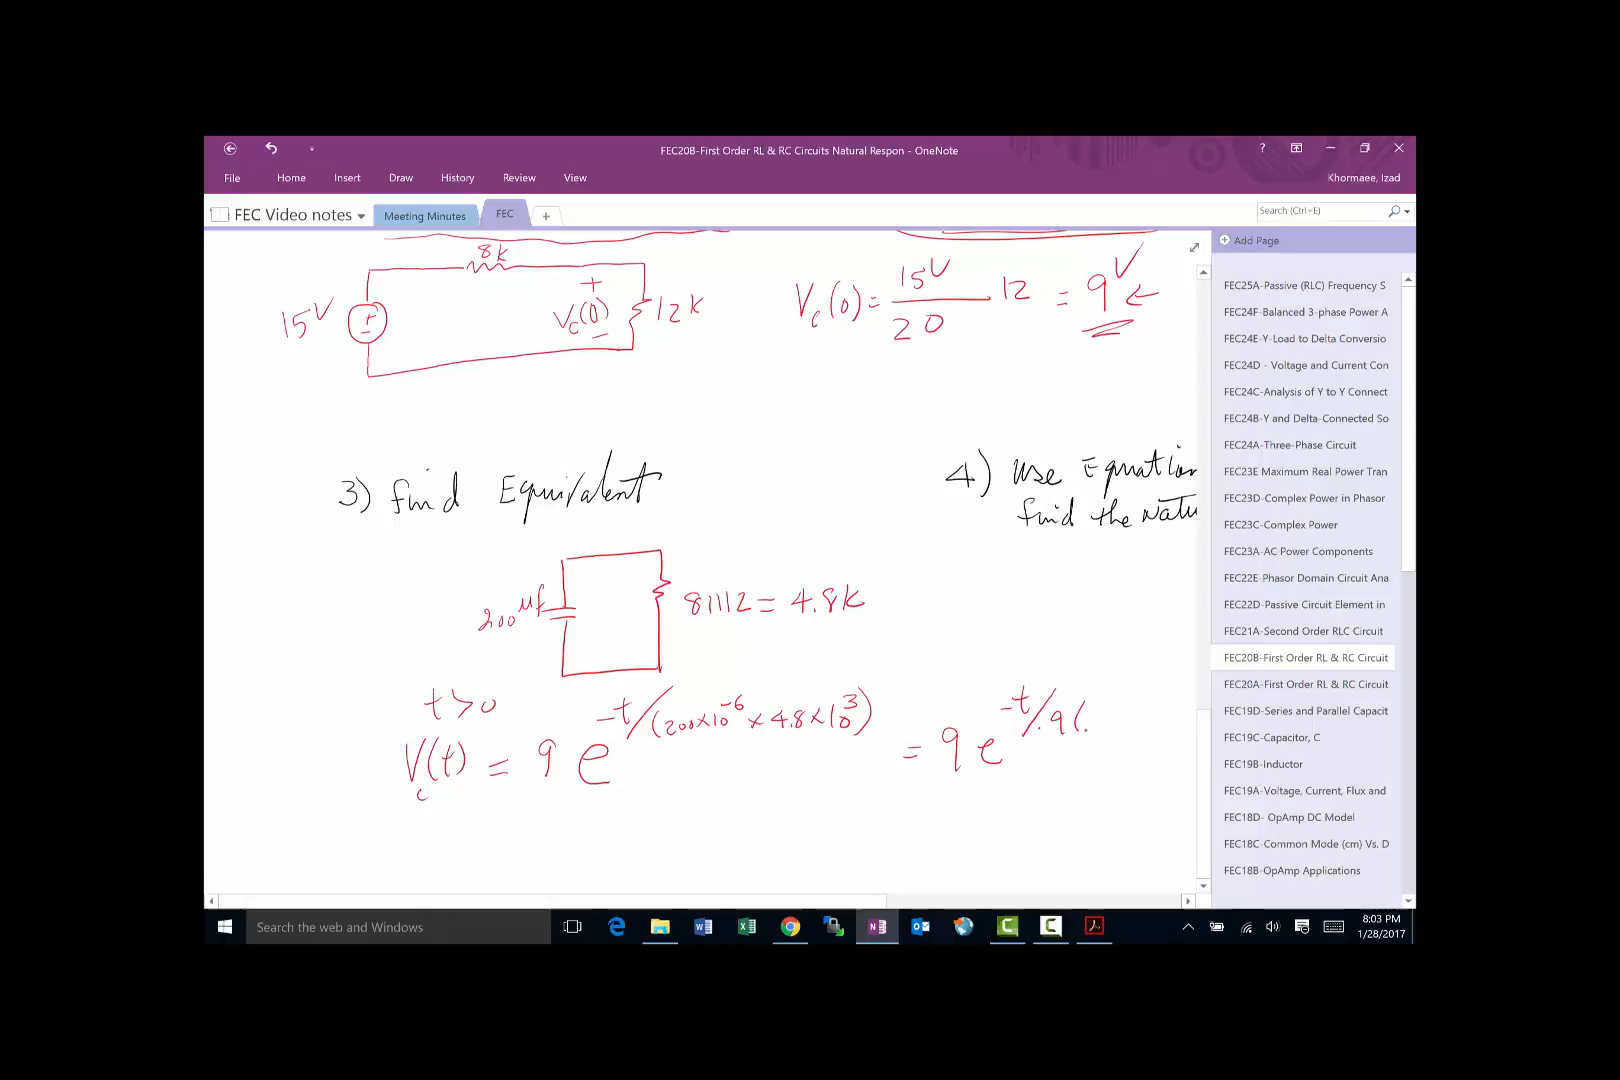 FEC20B-First Order RL & RC Circuits Natural Respon - OneNote
?
File Home Insert Draw History Review View
Khormaee, Izad
FEC Video notes Meeting Minutes FEC +
Search (Ctrl+E)
Add Page
8k
15V
+
Vc(0)
-
12k
Vc(0) = 15V/20 12 = 9V
3) find Equivalent
4) Use Equation
find the Natu
200 μf
8||12 = 4.8k
t>0
Vc(t) = 9 e^-t/(200x10^-6 x 4.8x10^3) = 9 e^-t/.9(.
FEC25A-Passive (RLC) Frequency S
FEC24F-Balanced 3-phase Power A
FEC24E-Y-Load to Delta Conversio
FEC24D - Voltage and Current Con
FEC24C-Analysis of Y to Y Connect
FEC24B-Y and Delta-Connected So
FEC24A-Three-Phase Circuit
FEC23E Maximum Real Power Tran
FEC23D-Complex Power in Phasor
FEC23C-Complex Power
FEC23A-AC Power Components
FEC22E-Phasor Domain Circuit Ana
FEC22D-Passive Circuit Element in
FEC21A-Second Order RLC Circuit
FEC20B-First Order RL & RC Circuit
FEC20A-First Order RL & RC Circuit
FEC19D-Series and Parallel Capacit
FEC19C-Capacitor, C
FEC19B-Inductor
FEC19A-Voltage, Current, Flux and
FEC18D- OpAmp DC Model
FEC18C-Common Mode (cm) Vs. D
FEC18B-OpAmp Applications
Search the web and Windows
8:03 PM
1/28/2017